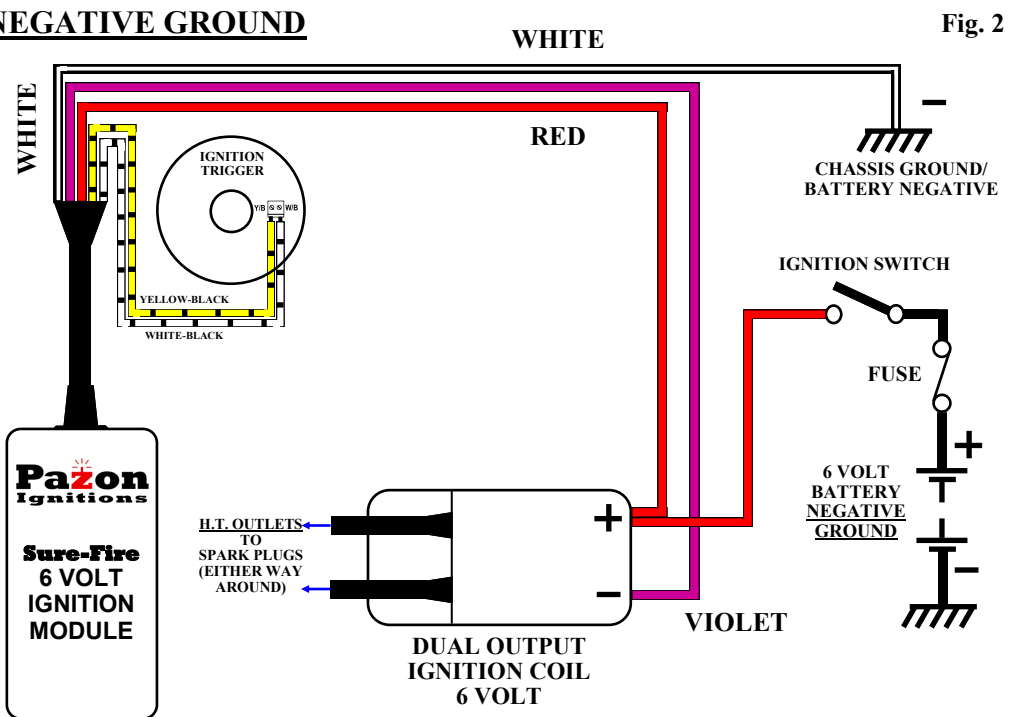 NEGATIVE GROUND
Fig. 2
WHITE
WHITE
RED
IGNITION
TRIGGER
Y/B
W/B
YELLOW-BLACK
WHITE-BLACK
−
CHASSIS GROUND/
BATTERY NEGATIVE
IGNITION SWITCH
FUSE
+
6 VOLT
BATTERY
NEGATIVE
GROUND
−
Pazon
Ignitions
Sure-Fire
6 VOLT
IGNITION
MODULE
H.T. OUTLETS
TO
SPARK PLUGS
(EITHER WAY
AROUND)
+
−
VIOLET
DUAL OUTPUT
IGNITION COIL
6 VOLT